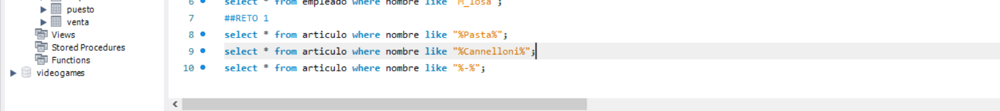 puesto
venta
Views
Stored Procedures
Functions
videogames
6 select * from empleado where nombre like "M_losa";
7 ##RETO 1
8 select * from articulo where nombre like "%Pasta%";
9 select * from articulo where nombre like "%Cannelloni%";
10 select * from articulo where nombre like "%-%";